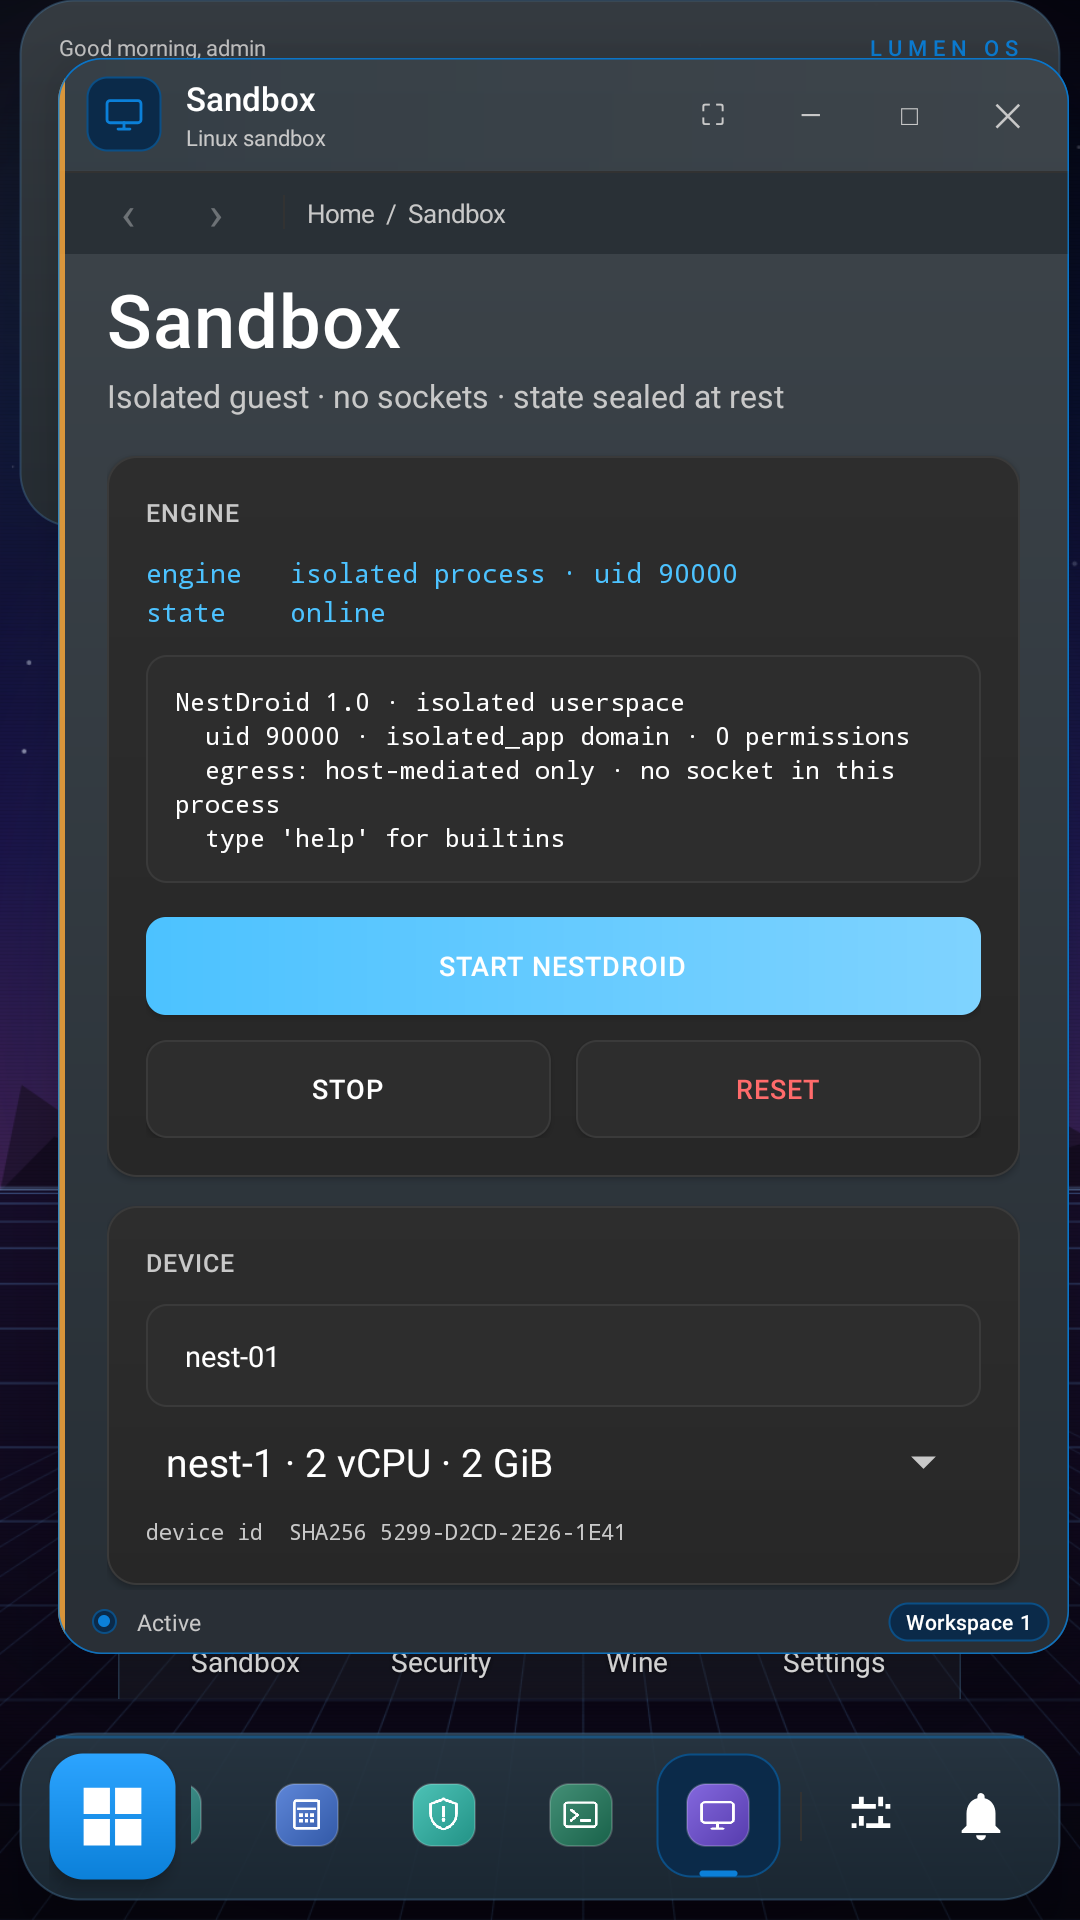 Good morning, admin
LUMEN OS
Sandbox
Linux sandbox
Home / Sandbox
Sandbox
Isolated guest · no sockets · state sealed at rest
ENGINE
engine isolated process · uid 90000
state online
NestDroid 1.0 · isolated userspace
uid 90000 · isolated_app domain · 0 permissions
egress: host-mediated only · no socket in this
process
type 'help' for builtins
START NESTDROID
STOP RESET
DEVICE
nest-01
nest-1 · 2 vCPU · 2 GiB
device id SHA256 5299-D2CD-2E26-1E41
Active Workspace 1
Sandbox Security Wine Settings